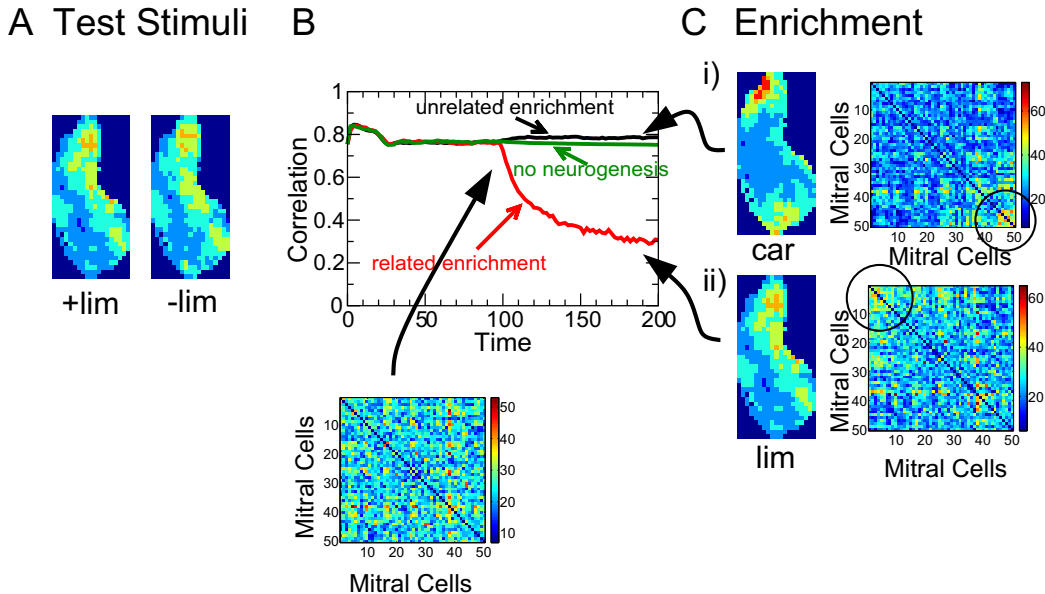 A Test Stimuli
+lim
-lim
B
1
0.8
0.6
0.4
0.2
0
Correlation
unrelated enrichment
no neurogenesis
related enrichment
0
50
100
150
200
Time
10
20
30
40
50
Mitral Cells
10 20 30 40 50
Mitral Cells
50
40
30
20
10
C Enrichment
i)
car
10
20
30
40
50
Mitral Cells
10 20 30 40 50
Mitral Cells
60
40
20
ii)
lim
10
20
30
40
50
Mitral Cells
10 20 30 40 50
Mitral Cells
60
40
20